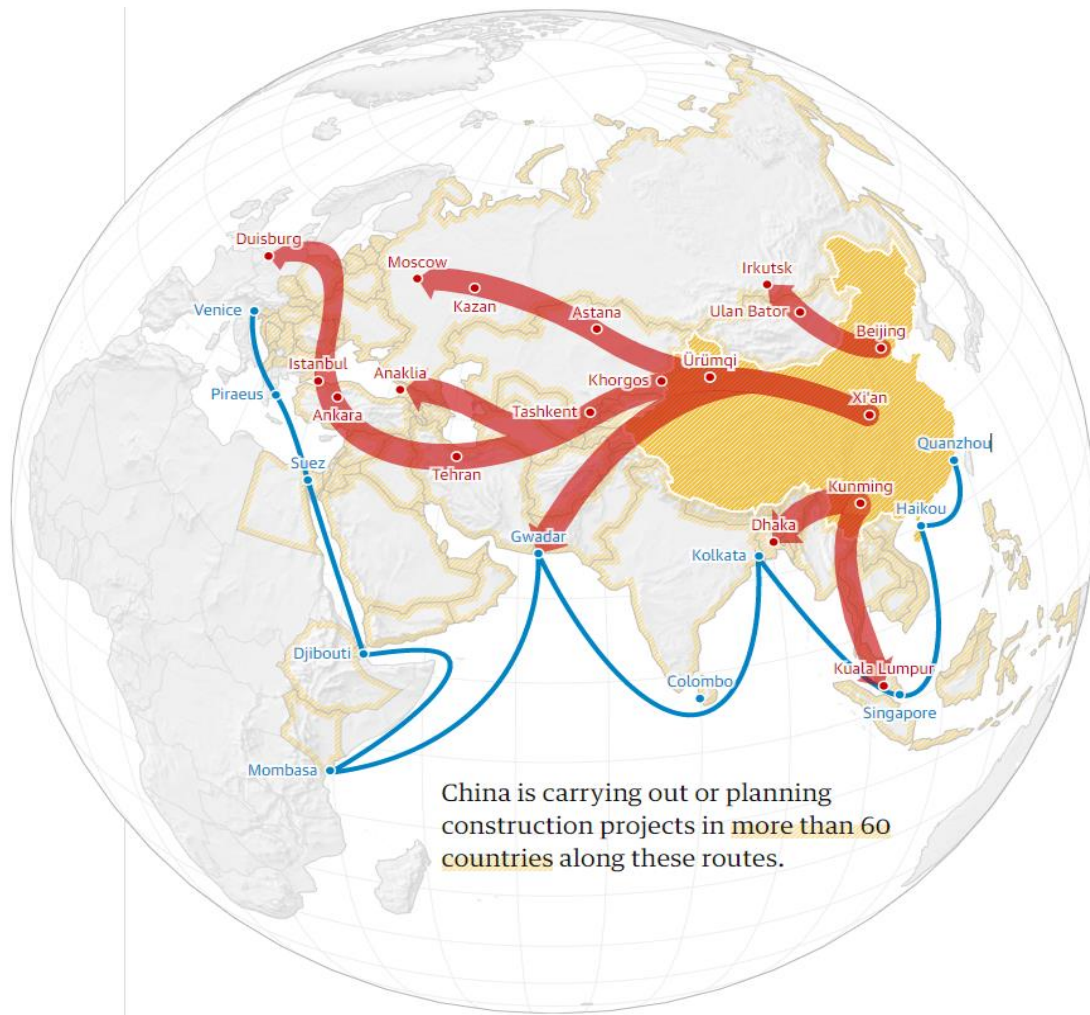 Duisburg
Moscow
Irkutsk
Kazan
Ulan Bator
Venice
Astana
Beijing
Istanbul
Anaklia
Ürümqi
Khorgos
Piraeus
Ankara
Tashkent
Xi'an
Quanzhou
Suez
Tehran
Kunming
Haikou
Dhaka
Gwadar
Kolkata
Djibouti
Colombo
Kuala Lumpur
Singapore
Mombasa
China is carrying out or planning
construction projects in more than 60
countries along these routes.